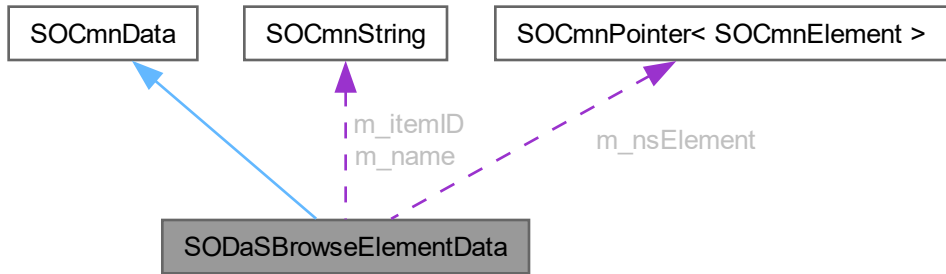 SOCmnData
SOCmnString
SOCmnPointer< SOCmnElement >
m_itemID
m_name
m_nsElement
SODaSBrowseElementData